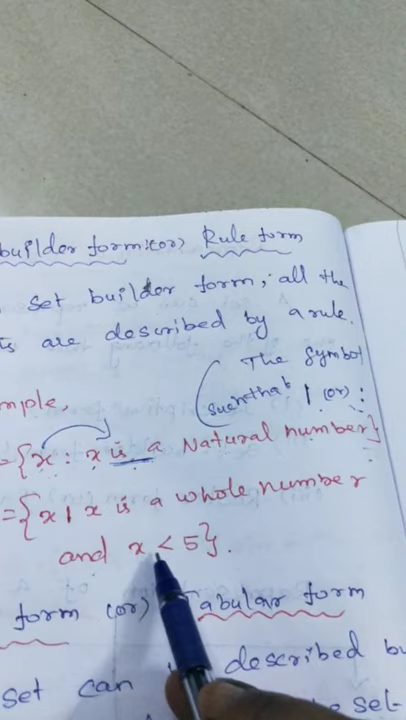 builder form (or) Rule form
set builder form, all the
are described by a rule.
The Symbol
such that | (or) :
= {x : x is a Natural number}
= {x | x is a whole number
and x < 5}.
form (or) Tabular form
set can described
set